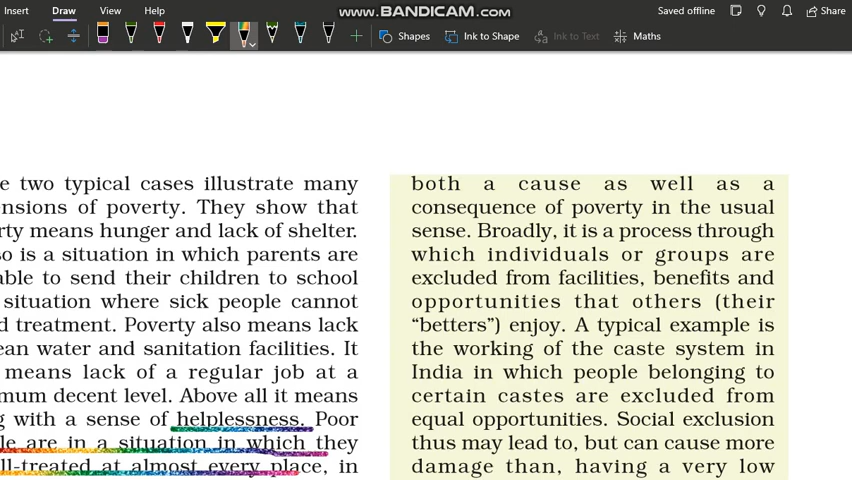 Insert Draw View Help
www.BANDICAM.com
Saved offline
Share
Shapes
Ink to Shape
Ink to Text
Maths
e two typical cases illustrate many
nsions of poverty. They show that
rty means hunger and lack of shelter.
so is a situation in which parents are
able to send their children to school
situation where sick people cannot
d treatment. Poverty also means lack
ean water and sanitation facilities. It
means lack of a regular job at a
mum decent level. Above all it means
g with a sense of helplessness. Poor
le are in a situation in which they
ll-treated at almost every place, in
both a cause as well as a
consequence of poverty in the usual
sense. Broadly, it is a process through
which individuals or groups are
excluded from facilities, benefits and
opportunities that others (their
“betters”) enjoy. A typical example is
the working of the caste system in
India in which people belonging to
certain castes are excluded from
equal opportunities. Social exclusion
thus may lead to, but can cause more
damage than, having a very low